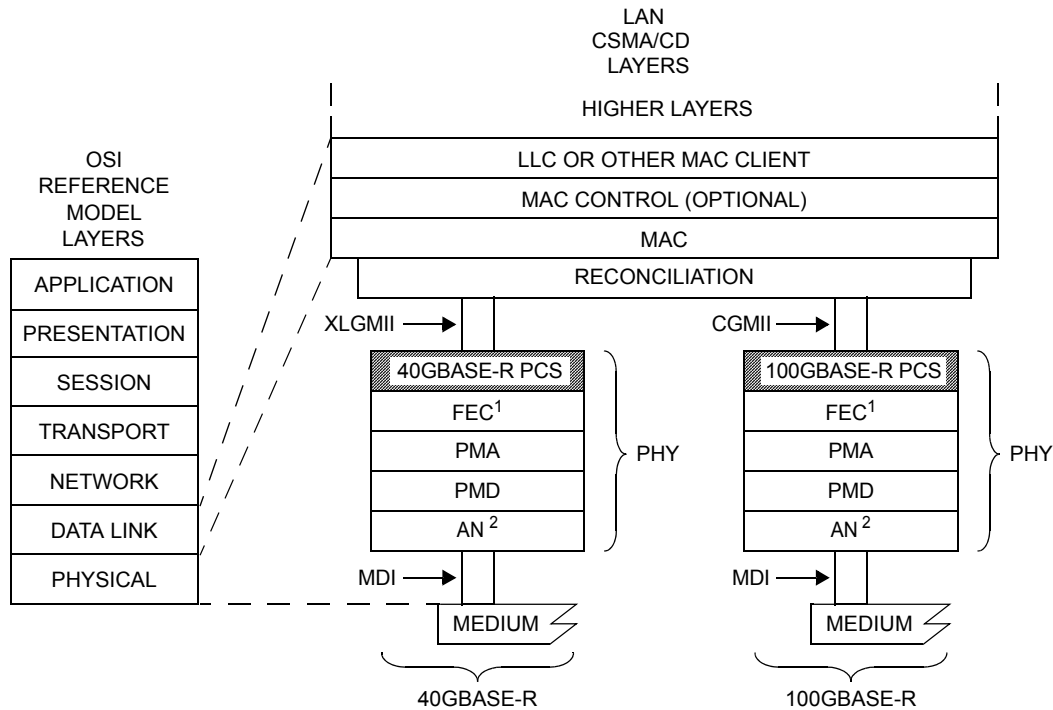 LAN
CSMA/CD
LAYERS
HIGHER LAYERS
LLC OR OTHER MAC CLIENT
MAC CONTROL (OPTIONAL)
MAC
RECONCILIATION
OSI
REFERENCE
MODEL
LAYERS
APPLICATION
PRESENTATION
SESSION
TRANSPORT
NETWORK
DATA LINK
PHYSICAL
XLGMII
40GBASE-R PCS
FEC1
PMA
PMD
AN 2
PHY
MDI
MEDIUM
40GBASE-R
CGMII
100GBASE-R PCS
FEC1
PMA
PMD
AN 2
PHY
MDI
MEDIUM
100GBASE-R